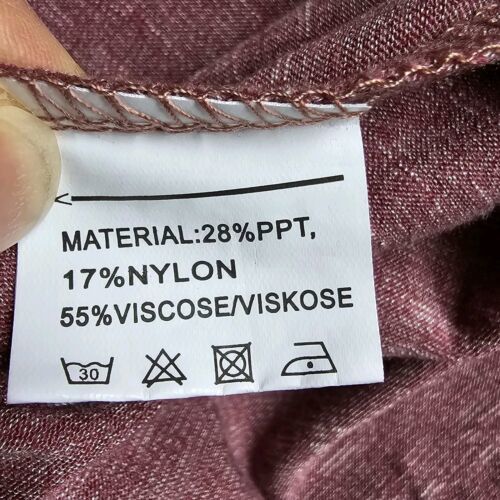 MATERIAL:28%PPT,
17%NYLON
55%VISCOSE/VISKOSE
30